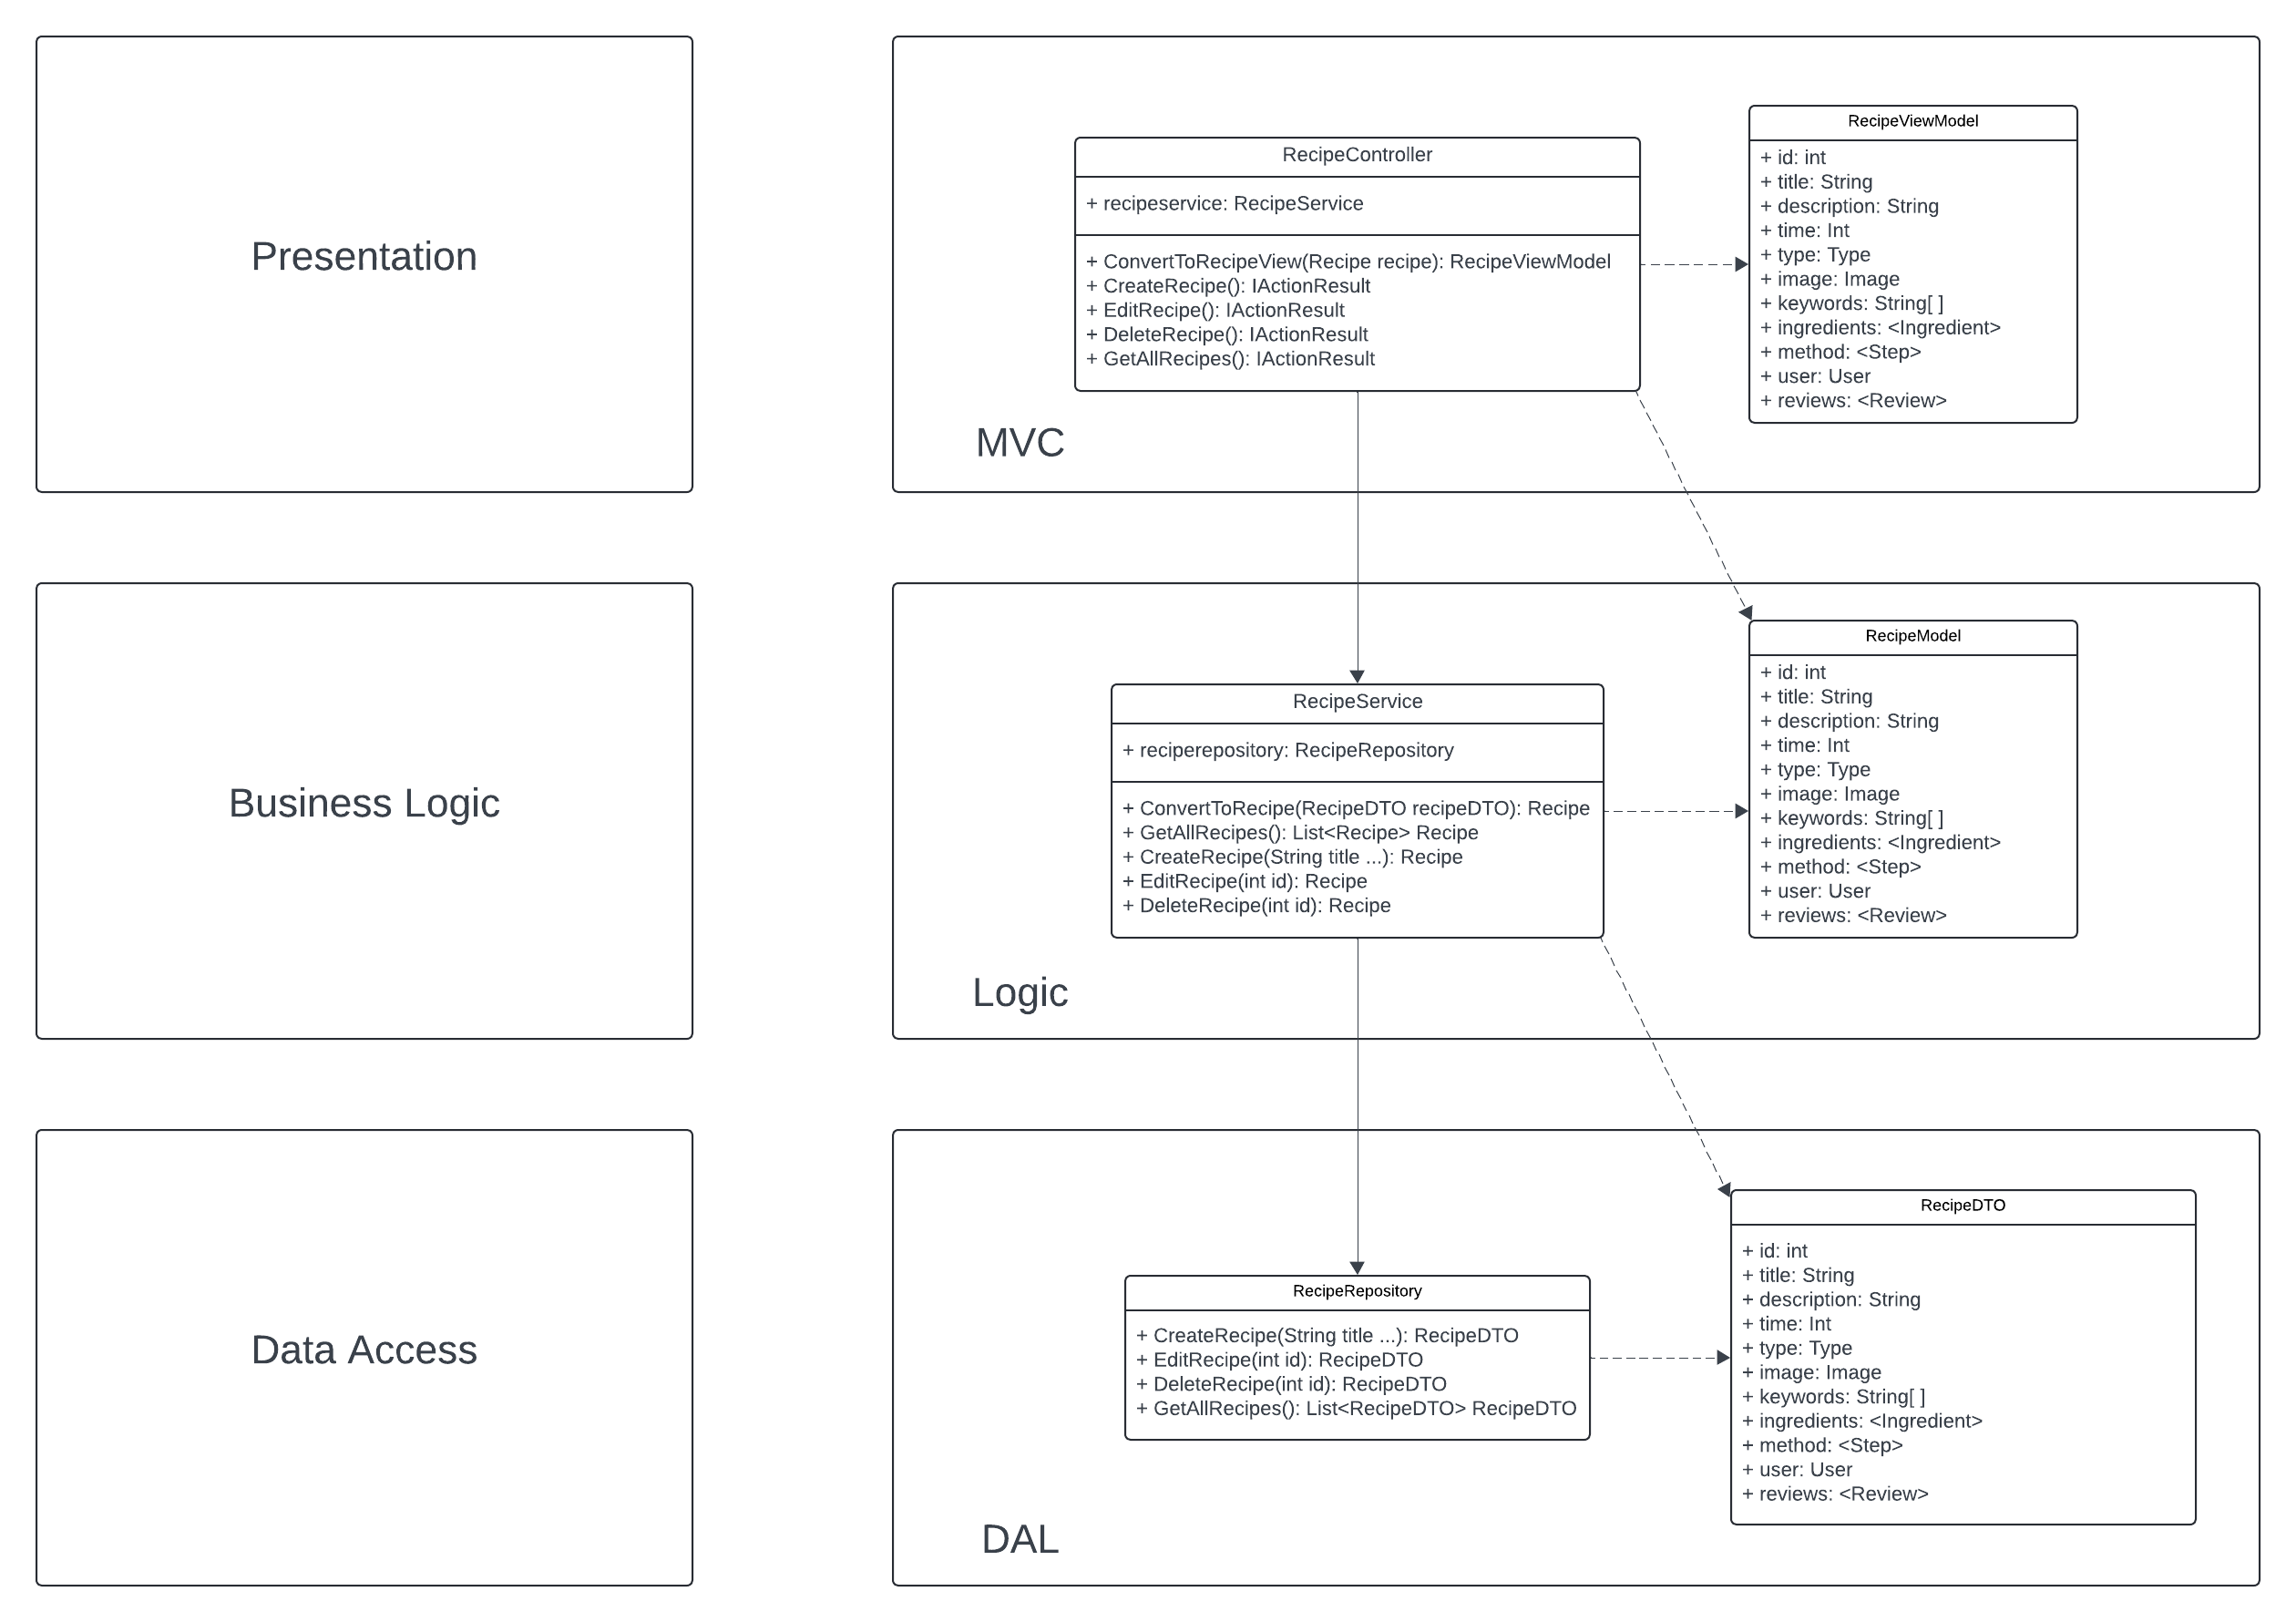 Presentation
RecipeController
+ recipeservice: RecipeService
+ ConvertToRecipeView(Recipe recipe): RecipeViewModel
+ CreateRecipe(): IActionResult
+ EditRecipe(): IActionResult
+ DeleteRecipe(): IActionResult
+ GetAllRecipes(): IActionResult
RecipeViewModel
+ id: int
+ title: String
+ description: String
+ time: Int
+ type: Type
+ image: Image
+ keywords: String[ ]
+ ingredients: <Ingredient>
+ method: <Step>
+ user: User
+ reviews: <Review>
MVC
Business Logic
RecipeService
+ reciperepository: RecipeRepository
+ ConvertToRecipe(RecipeDTO recipeDTO): Recipe
+ GetAllRecipes(): List<Recipe> Recipe
+ CreateRecipe(String title ...): Recipe
+ EditRecipe(int id): Recipe
+ DeleteRecipe(int id): Recipe
RecipeModel
+ id: int
+ title: String
+ description: String
+ time: Int
+ type: Type
+ image: Image
+ keywords: String[ ]
+ ingredients: <Ingredient>
+ method: <Step>
+ user: User
+ reviews: <Review>
Logic
Data Access
RecipeRepository
+ CreateRecipe(String title ...): RecipeDTO
+ EditRecipe(int id): RecipeDTO
+ DeleteRecipe(int id): RecipeDTO
+ GetAllRecipes(): List<RecipeDTO> RecipeDTO
RecipeDTO
+ id: int
+ title: String
+ description: String
+ time: Int
+ type: Type
+ image: Image
+ keywords: String[ ]
+ ingredients: <Ingredient>
+ method: <Step>
+ user: User
+ reviews: <Review>
DAL